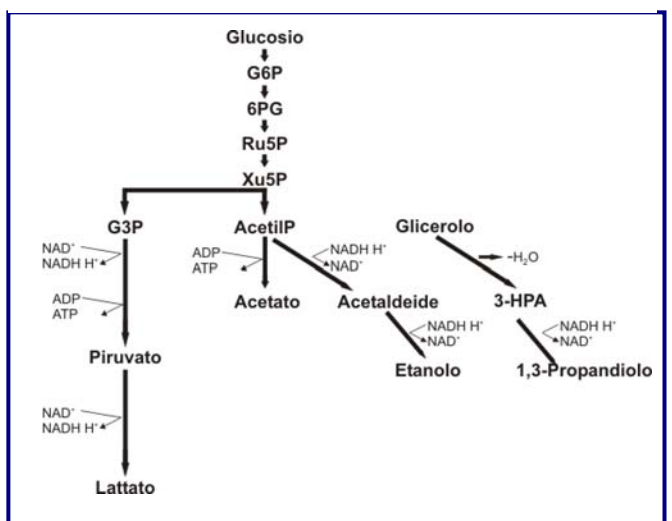 Glucosio
G6P
6PG
Ru5P
Xu5P
G3P
AcetilP
Glicerolo
NAD+
NADH H+
ADP
ATP
NADH H+
NAD+
-H2O
ADP
ATP
Acetato
Acetaldeide
3-HPA
NADH H+
NAD+
NADH H+
NAD+
Piruvato
Etanolo
1,3-Propandiolo
NAD+
NADH H+
Lattato